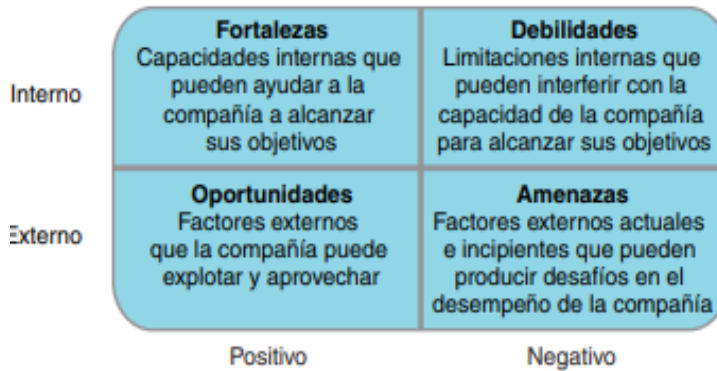 Fortalezas
Capacidades internas que
pueden ayudar a la
compañía a alcanzar
sus objetivos
Debilidades
Limitaciones internas que
pueden interferir con la
capacidad de la compañía
para alcanzar sus objetivos
Interno
Oportunidades
Factores externos
que la compañía puede
explotar y aprovechar
Amenazas
Factores externos actuales
e incipientes que pueden
producir desafíos en el
desempeño de la compañía
Externo
Positivo
Negativo